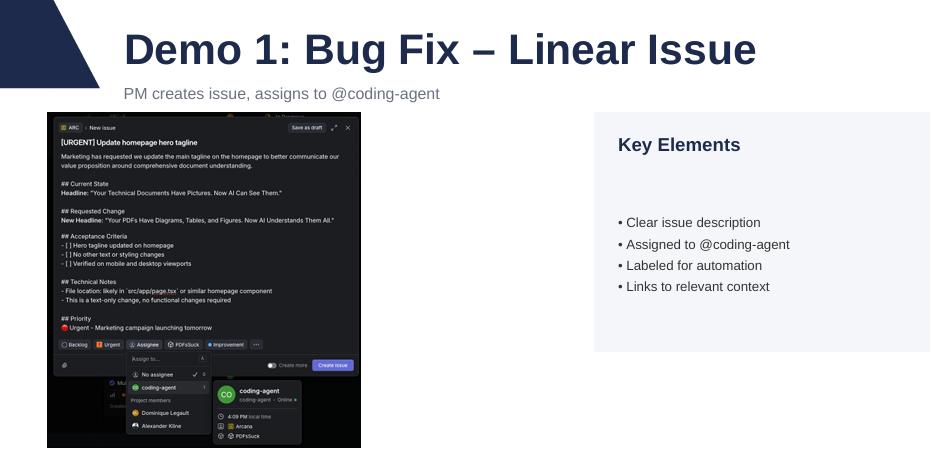 Demo 1: Bug Fix – Linear Issue
PM creates issue, assigns to @coding-agent
ARC › New issue
Save as draft
[URGENT] Update homepage hero tagline
Marketing has requested we update the main tagline on the homepage to better communicate our
value proposition around comprehensive document understanding.
## Current State
Headline: "Your Technical Documents Have Pictures. Now AI Can See Them."
## Requested Change
New Headline: "Your PDFs Have Diagrams, Tables, and Figures. Now AI Understands Them All."
## Acceptance Criteria
- [ ] Hero tagline updated on homepage
- [ ] No other text or styling changes
- [ ] Verified on mobile and desktop viewports
## Technical Notes
- File location: likely in `src/app/page.tsx` or similar homepage component
- This is a text-only change, no functional changes required
## Priority
Urgent - Marketing campaign launching tomorrow
Backlog Urgent Assignee PDFsSuck Improvement ···
Assign to... A
Create more Create issue
No assignee 0
coding-agent 1
Project members
Dominique Legault
Alexander Kline
CO coding-agent
coding-agent · Online
4:09 PM local time
Arcana
PDFsSuck
Key Elements
• Clear issue description
• Assigned to @coding-agent
• Labeled for automation
• Links to relevant context